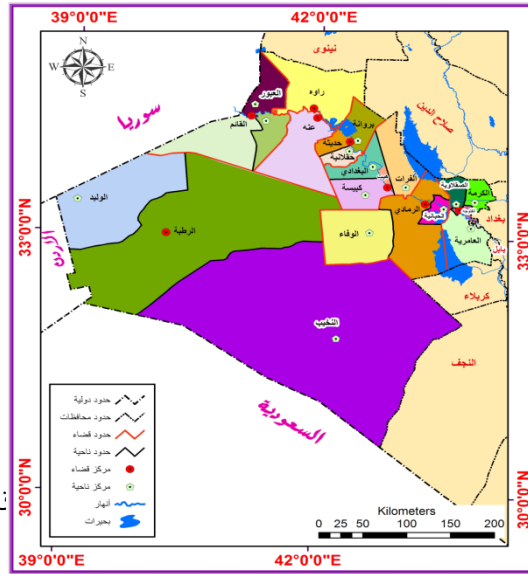 39°0'0"E
42°0'0"E
نينوى
N
W
E
S
سوريا
العبور
راوه
القائم
عنه
بروانة
حديثة
حقلانية
البغدادي
صلاح الدين
الفرات
كبيسة
الوليد
الرطبة
الرمادي
الحبانية
الصقلاوية
الكرمة
بغداد
العامرية
بابل
الوفاء
33°0'0"N
33°0'0"N
الاردن
كربلاء
النخيب
النجف
السعودية
حدود دولية
حدود محافظات
حدود قضاء
حدود ناحية
مركز قضاء
مركز ناحية
أنهار
بحيرات
Kilometers
0 25 50 100 150 200
30°0'0"N
30°0'0"N
39°0'0"E
42°0'0"E